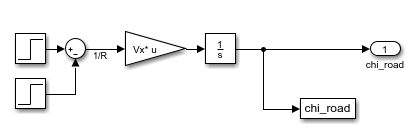 +
-
1/R
Vx* u
1
s
1
chi_road
chi_road